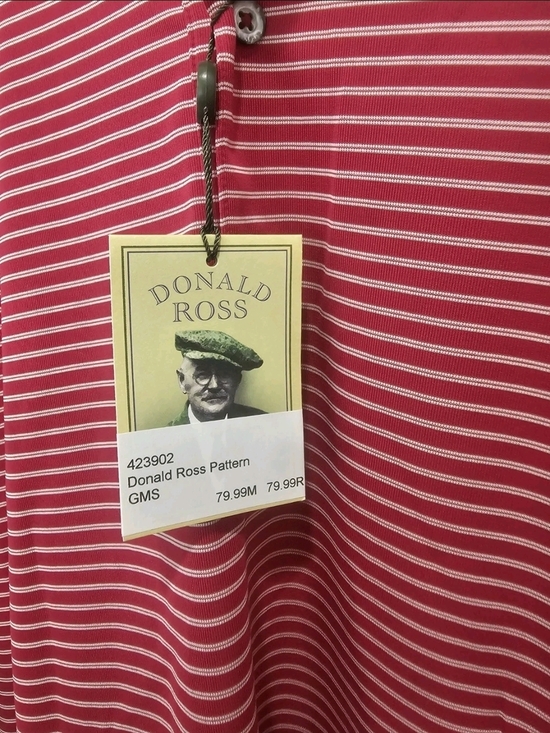 DONALD
ROSS
423902
Donald Ross Pattern
GMS 79.99M 79.99R